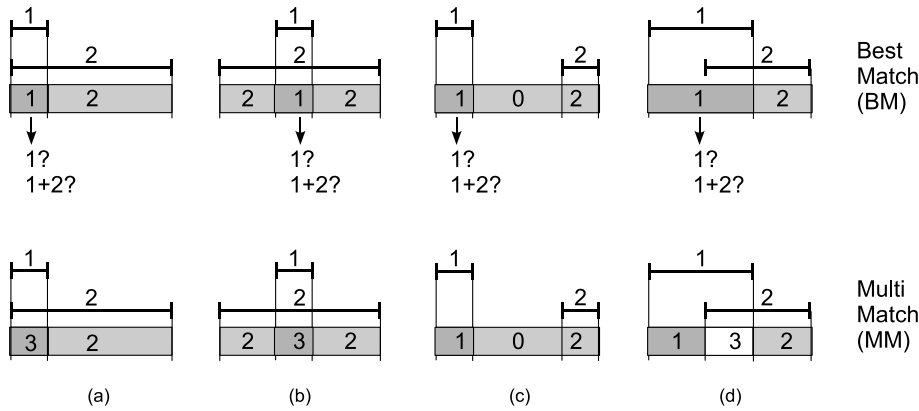 1 1 1
2 2 2 2
1 2 2 1 2 1 0 2 1 2
1? 1? 1? 1?
1+2? 1+2? 1+2? 1+2?
Best
Match
(BM)
1 1 1 1
2 2 2 2
3 2 2 3 2 1 0 2 1 3 2
Multi
Match
(MM)
(a) (b) (c) (d)